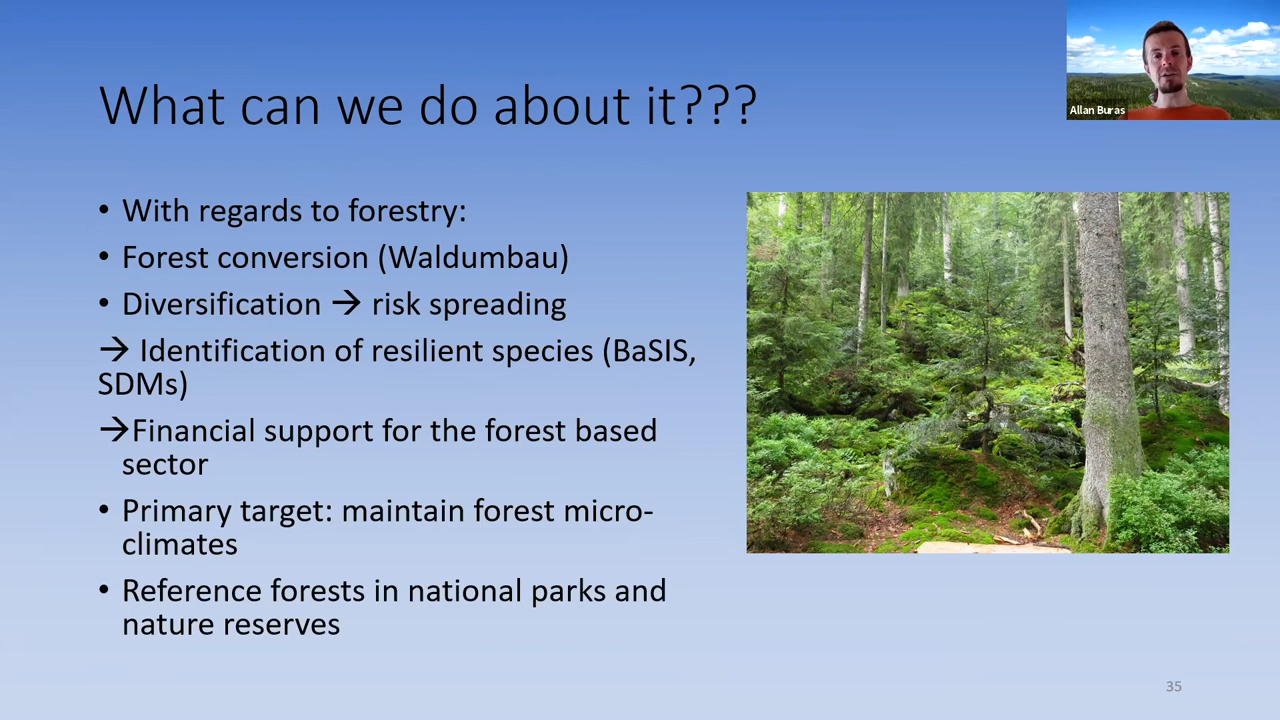 What can we do about it???
Allan Buras
• With regards to forestry:
• Forest conversion (Waldumbau)
• Diversification → risk spreading
→ Identification of resilient species (BaSIS,
SDMs)
→Financial support for the forest based
sector
• Primary target: maintain forest micro-
climates
• Reference forests in national parks and
nature reserves
35